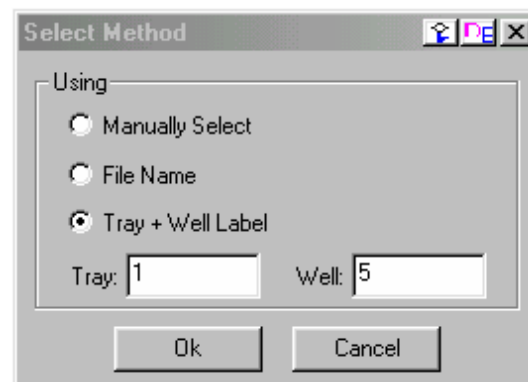 Select Method
Using
Manually Select
File Name
Tray + Well Label
Tray: 1 Well: 5
Ok Cancel